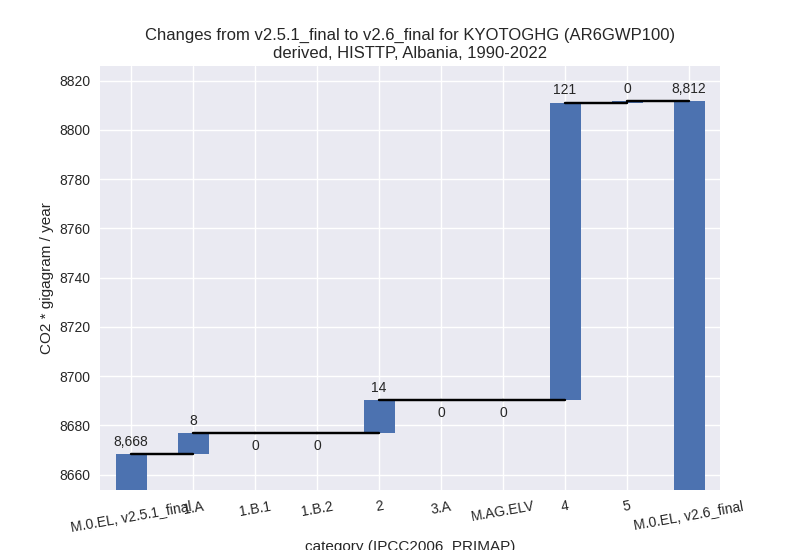 Changes from v2.5.1_final to v2.6_final for KYOTOGHG (AR6GWP100)
derived, HISTTP, Albania, 1990-2022
CO2 * gigagram / year
8820
8800
8780
8760
8740
8720
8700
8680
8660
8,668
8
0
0
14
0
0
121
0
8,812
M.0.EL, v2.5.1_final
1.A
1.B.1
1.B.2
2
3.A
M.AG.ELV
4
5
M.0.EL, v2.6_final
category (IPCC2006_PRIMAP)